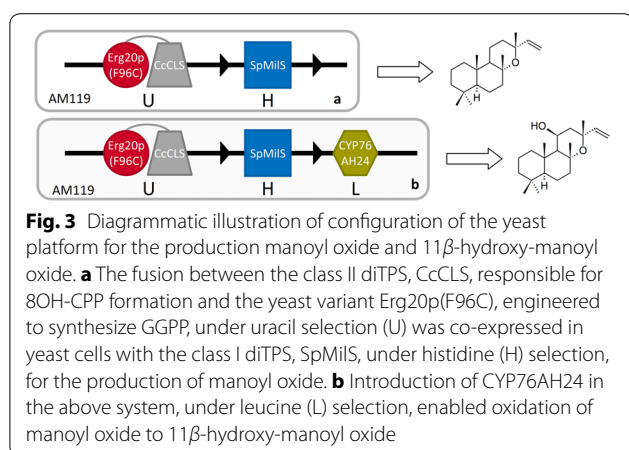 Erg20p
(F96C)
CcCLS
SpMilS
AM119
U
H
a
O
H
Erg20p
(F96C)
CcCLS
SpMilS
CYP76
AH24
AM119
U
H
L
b
HO
O
H
Fig. 3 Diagrammatic illustration of configuration of the yeast
platform for the production manoyl oxide and 11β-hydroxy-manoyl
oxide. a The fusion between the class II diTPS, CcCLS, responsible for
8OH-CPP formation and the yeast variant Erg20p(F96C), engineered
to synthesize GGPP, under uracil selection (U) was co-expressed in
yeast cells with the class I diTPS, SpMilS, under histidine (H) selection,
for the production of manoyl oxide. b Introduction of CYP76AH24 in
the above system, under leucine (L) selection, enabled oxidation of
manoyl oxide to 11β-hydroxy-manoyl oxide